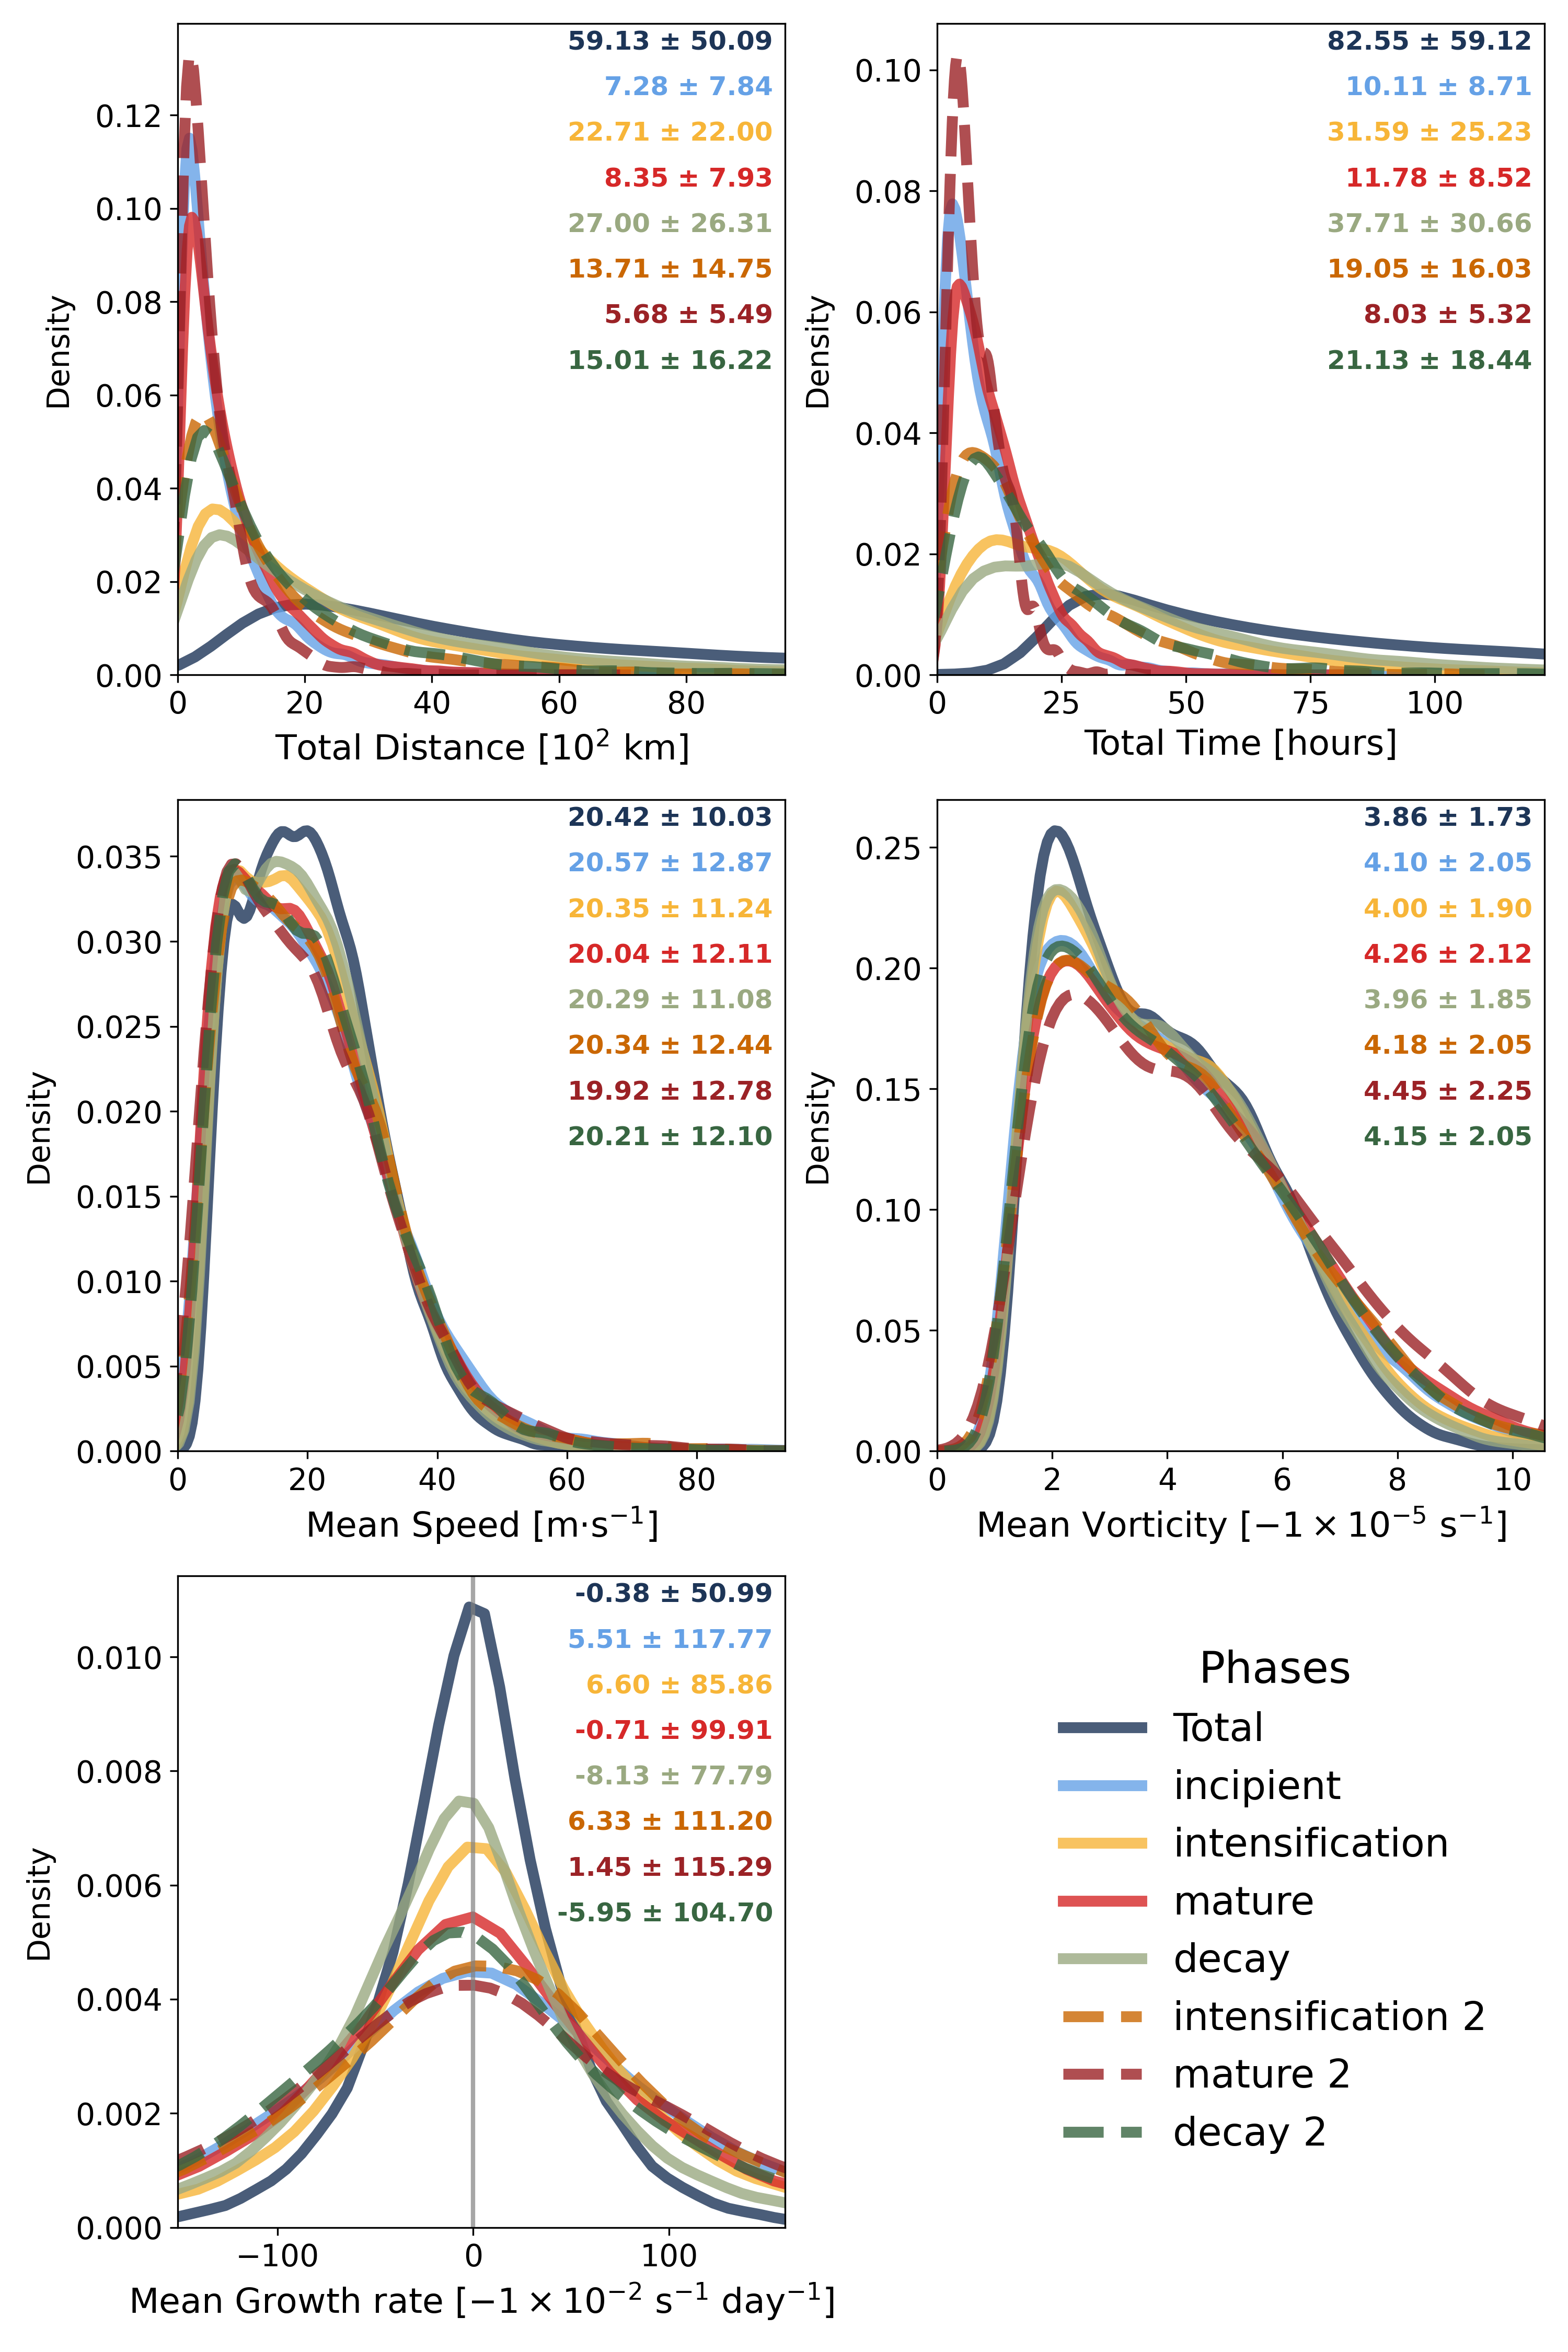 59.13 ± 50.09
7.28 ± 7.84
22.71 ± 22.00
8.35 ± 7.93
27.00 ± 26.31
13.71 ± 14.75
5.68 ± 5.49
15.01 ± 16.22
0.12
0.10
0.08
0.06
0.04
0.02
0.00
Density
0 20 40 60 80
Total Distance [10² km]
82.55 ± 59.12
10.11 ± 8.71
31.59 ± 25.23
11.78 ± 8.52
37.71 ± 30.66
19.05 ± 16.03
8.03 ± 5.32
21.13 ± 18.44
0.10
0.08
0.06
0.04
0.02
0.00
Density
0 25 50 75 100
Total Time [hours]
20.42 ± 10.03
20.57 ± 12.87
20.35 ± 11.24
20.04 ± 12.11
20.29 ± 11.08
20.34 ± 12.44
19.92 ± 12.78
20.21 ± 12.10
0.035
0.030
0.025
0.020
0.015
0.010
0.005
0.000
Density
0 20 40 60 80
Mean Speed [m·s⁻¹]
3.86 ± 1.73
4.10 ± 2.05
4.00 ± 1.90
4.26 ± 2.12
3.96 ± 1.85
4.18 ± 2.05
4.45 ± 2.25
4.15 ± 2.05
0.25
0.20
0.15
0.10
0.05
0.00
Density
0 2 4 6 8 10
Mean Vorticity [−1 × 10⁻⁵ s⁻¹]
-0.38 ± 50.99
5.51 ± 117.77
6.60 ± 85.86
-0.71 ± 99.91
-8.13 ± 77.79
6.33 ± 111.20
1.45 ± 115.29
-5.95 ± 104.70
0.010
0.008
0.006
0.004
0.002
0.000
Density
−100 0 100
Mean Growth rate [−1 × 10⁻² s⁻¹ day⁻¹]
Phases
Total
incipient
intensification
mature
decay
intensification 2
mature 2
decay 2